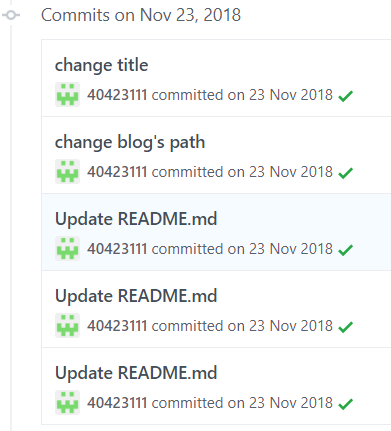 Commits on Nov 23, 2018
change title
40423111 committed on 23 Nov 2018
change blog's path
40423111 committed on 23 Nov 2018
Update README.md
40423111 committed on 23 Nov 2018
Update README.md
40423111 committed on 23 Nov 2018
Update README.md
40423111 committed on 23 Nov 2018